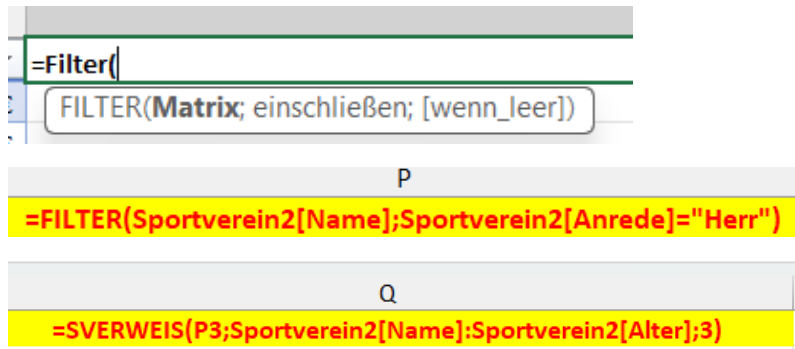 =Filter(
FILTER(Matrix; einschließen; [wenn_leer])
P
=FILTER(Sportverein2[Name];Sportverein2[Anrede]="Herr")
Q
=SVERWEIS(P3;Sportverein2[Name]:Sportverein2[Alter];3)